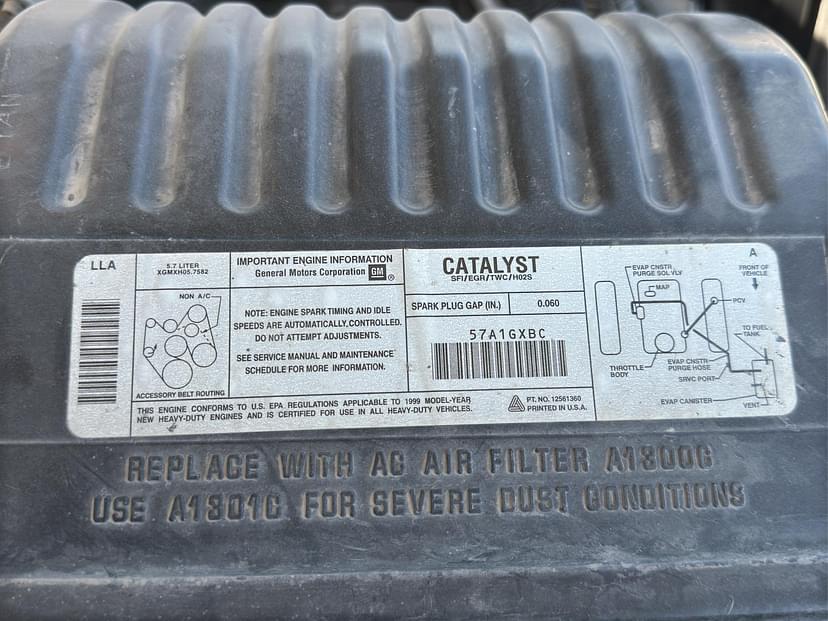 LLA
5.7 LITER
XGMXH05.7582
NON A/C
ACCESSORY BELT ROUTING
IMPORTANT ENGINE INFORMATION
General Motors Corporation GM ®
NOTE: ENGINE SPARK TIMING AND IDLE
SPEEDS ARE AUTOMATICALLY, CONTROLLED.
DO NOT ATTEMPT ADJUSTMENTS.
SEE SERVICE MANUAL AND MAINTENANCE
SCHEDULE FOR MORE INFORMATION.
CATALYST
SFI/EGR/TWC/HO2S
SPARK PLUG GAP (IN.) 0.060
57A1GXBC
THIS ENGINE CONFORMS TO U.S. EPA REGULATIONS APPLICABLE TO 1999 MODEL-YEAR
NEW HEAVY-DUTY ENGINES AND IS CERTIFIED FOR USE IN ALL HEAVY-DUTY VEHICLES.
PT. NO. 12561360
PRINTED IN U.S.A.
A
FRONT OF
VEHICLE
EVAP CNSTR
PURGE SOL VLV
MAP
PCV
TO FUEL
TANK
THROTTLE
BODY
EVAP CNSTR
PURGE HOSE
SRVC PORT
EVAP CANISTER
VENT
REPLACE WITH AC AIR FILTER A1300C
USE A1301C FOR SEVERE DUST CONDITIONS